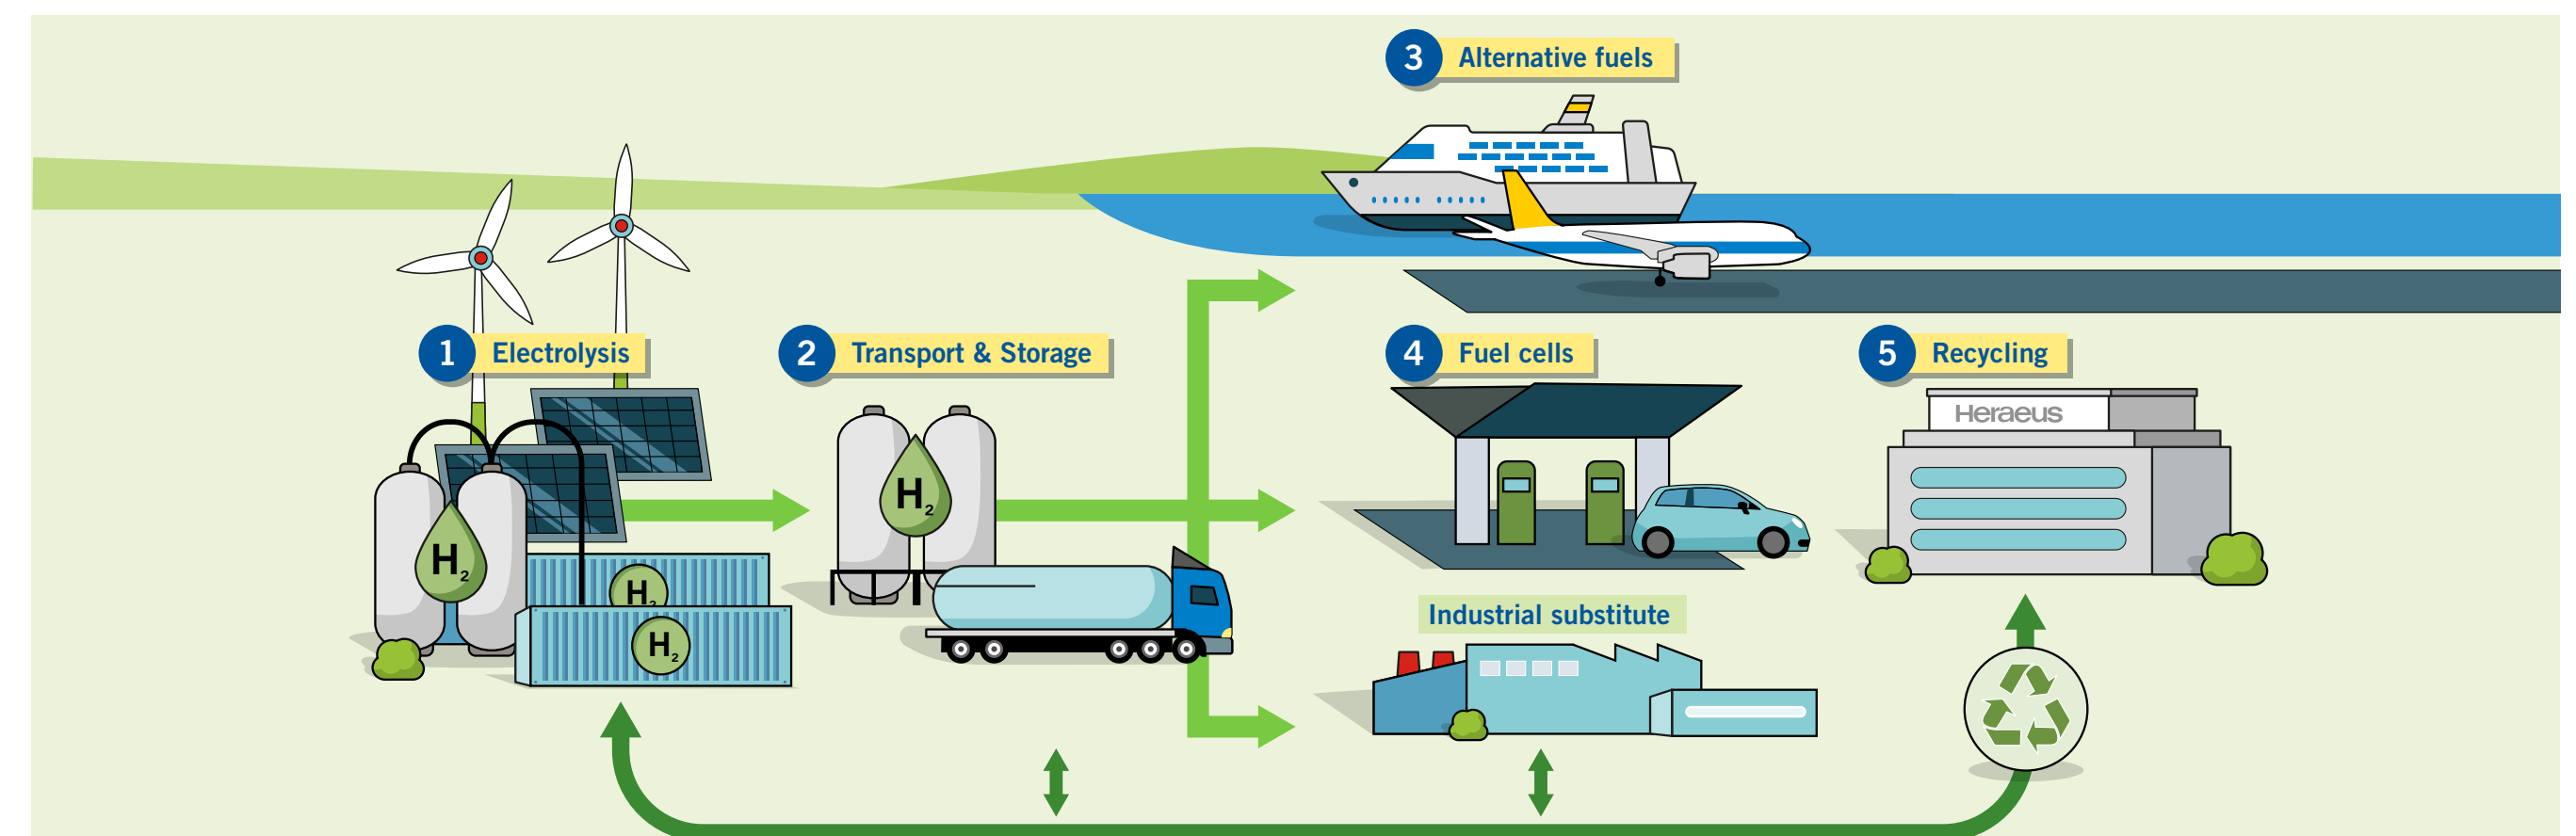 3 Alternative fuels
1 Electrolysis
2 Transport & Storage
4 Fuel cells
5 Recycling
Heraeus
H₂
H₂
H₂
H₂
Industrial substitute